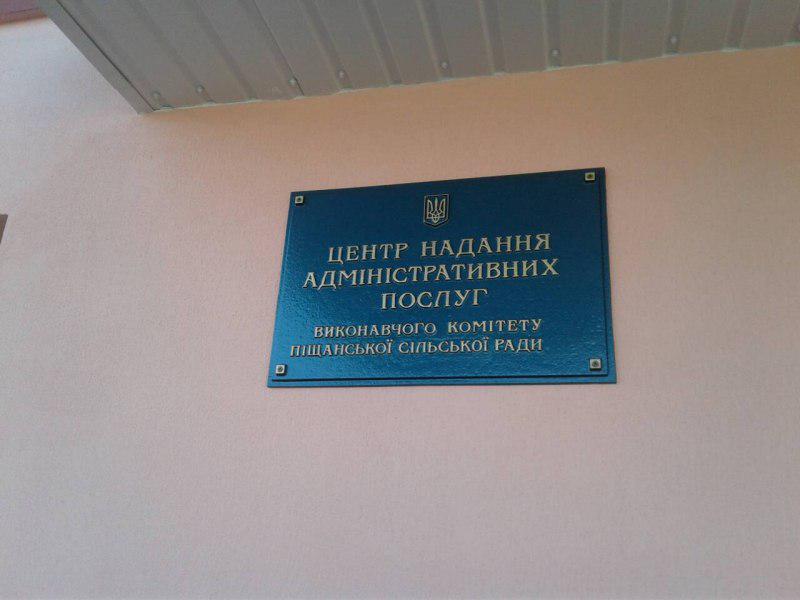 ЦЕНТР НАДАННЯ
АДМІНІСТРАТИВНИХ
ПОСЛУГ
ВИКОНАВЧОГО КОМІТЕТУ
ПІЩАНСЬКОЇ СІЛЬСЬКОЇ РАДИ